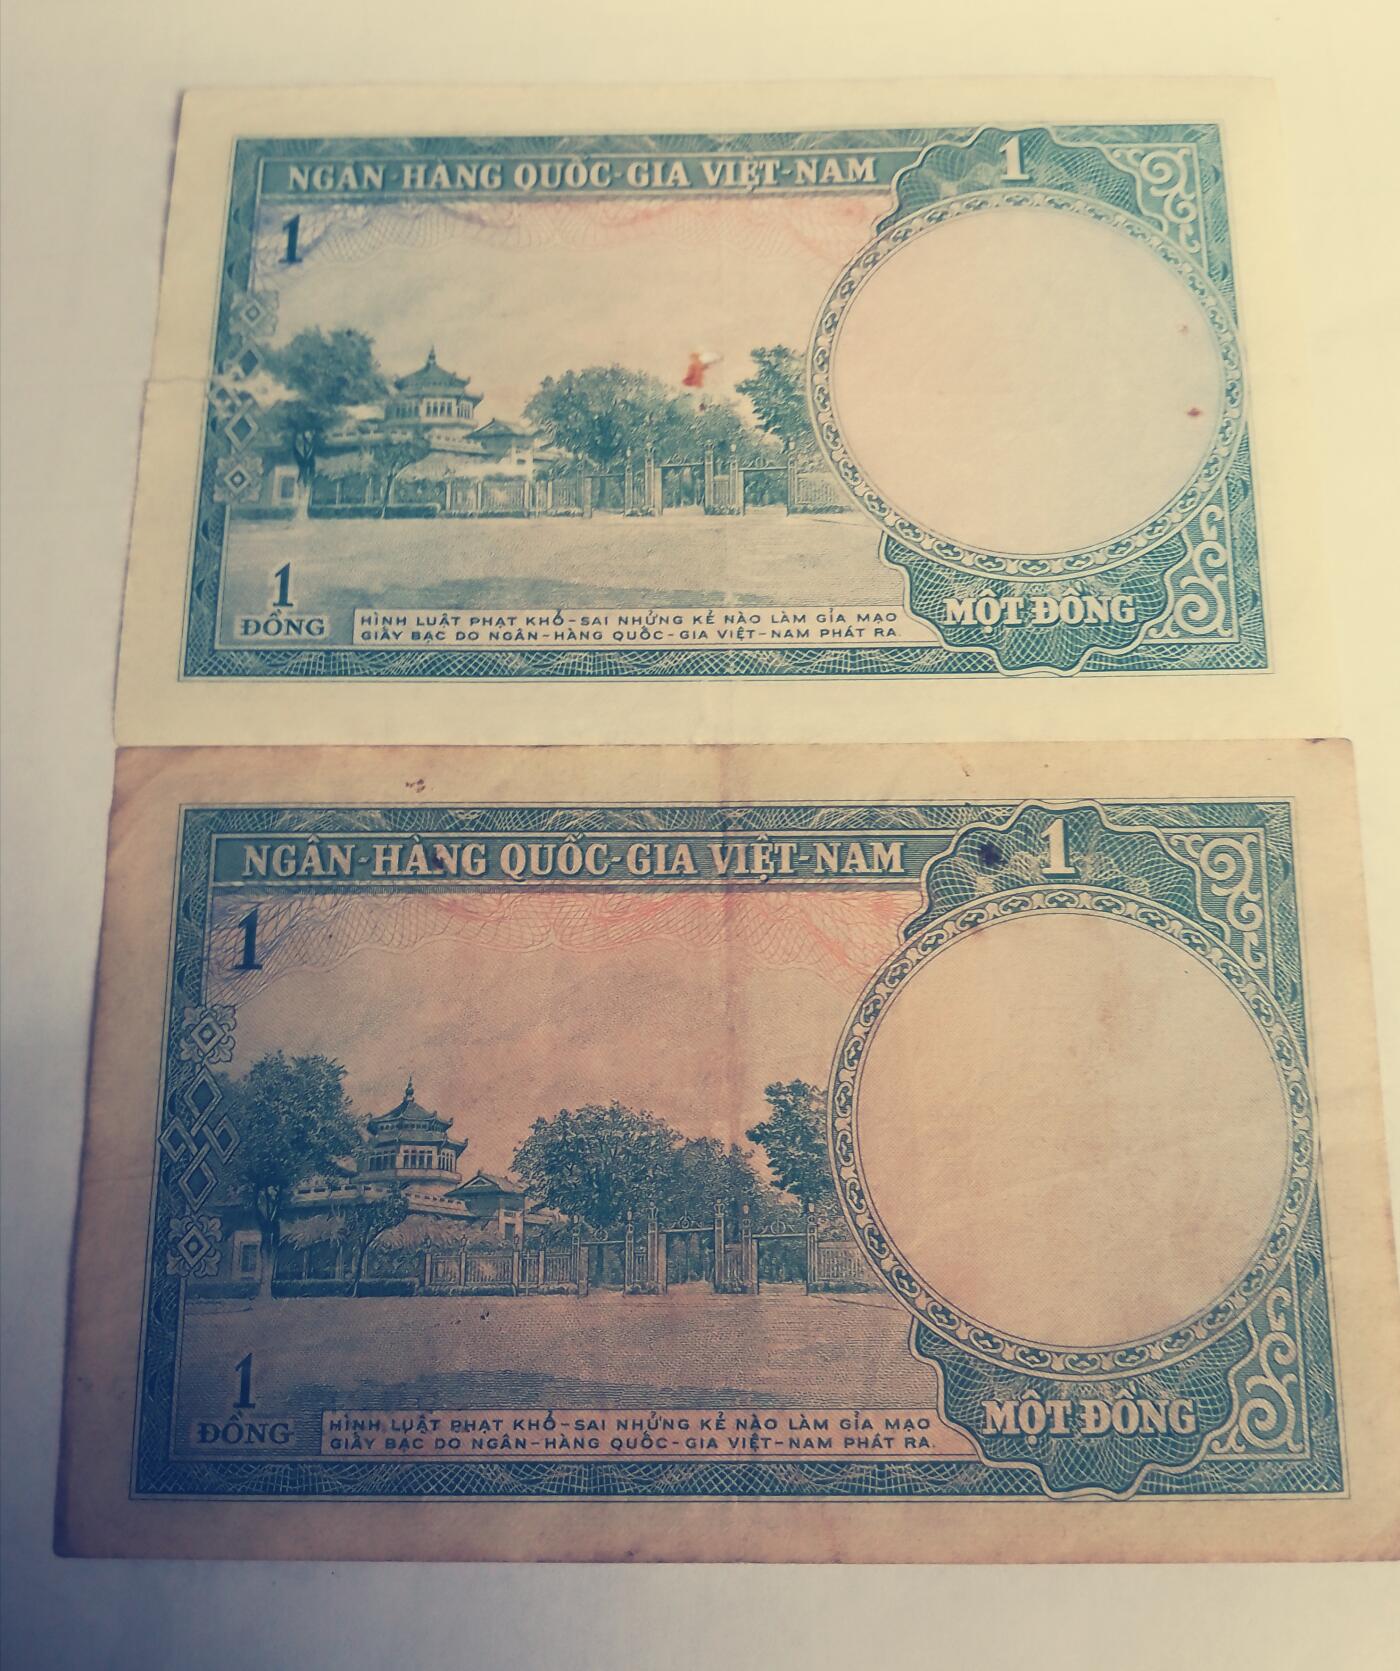 NGÂN-HÀNG QUỐC-GIA VIỆT-NAM
1
1
1
ĐỒNG
HÌNH LUẬT PHẠT KHỔ-SAI NHỮNG KẺ NÀO LÀM GIẢ MẠO
GIẤY BẠC DO NGÂN-HÀNG QUỐC-GIA VIỆT-NAM PHÁT RA.
MỘT ĐỒNG
NGÂN-HÀNG QUỐC-GIA VIỆT-NAM
1
1
1
ĐỒNG
HÌNH LUẬT PHẠT KHỔ-SAI NHỮNG KẺ NÀO LÀM GIẢ MẠO
GIẤY BẠC DO NGÂN-HÀNG QUỐC-GIA VIỆT-NAM PHÁT RA.
MỘT ĐỒNG